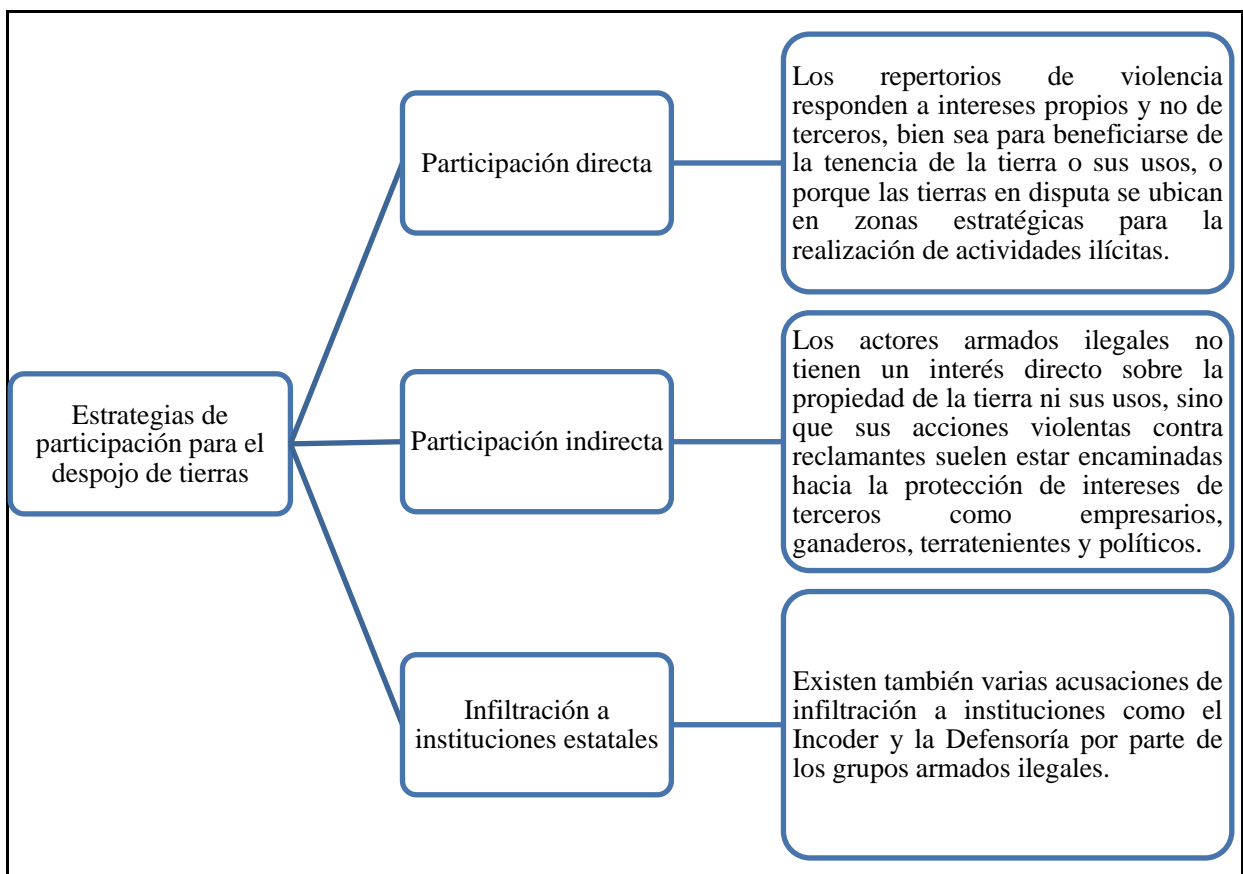 Estrategias de
participación para el
despojo de tierras
Participación directa
Los repertorios de violencia
responden a intereses propios y no de
terceros, bien sea para beneficiarse de
la tenencia de la tierra o sus usos, o
porque las tierras en disputa se ubican
en zonas estratégicas para la
realización de actividades ilícitas.
Participación indirecta
Los actores armados ilegales no
tienen un interés directo sobre la
propiedad de la tierra ni sus usos, sino
que sus acciones violentas contra
reclamantes suelen estar encaminadas
hacia la protección de intereses de
terceros como empresarios,
ganaderos, terratenientes y políticos.
Infiltración a
instituciones estatales
Existen también varias acusaciones de
infiltración a instituciones como el
Incoder y la Defensoría por parte de
los grupos armados ilegales.